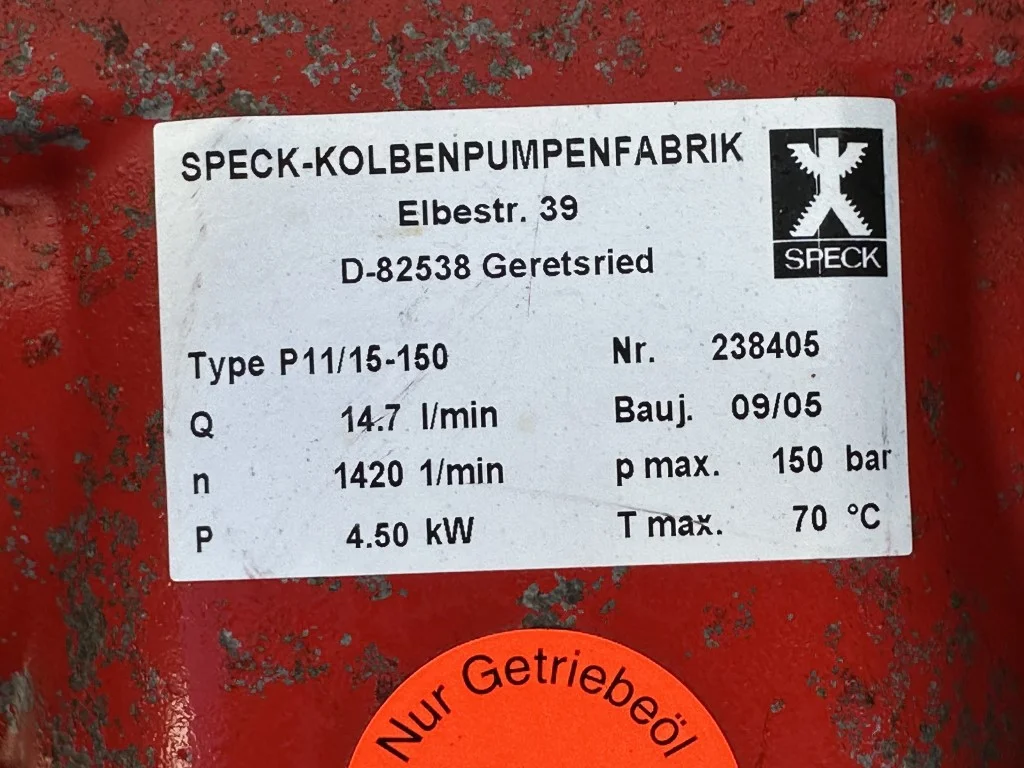 SPECK-KOLBENPUMPENFABRIK
Elbestr. 39
D-82538 Geretsried
SPECK
Type P11/15-150 Nr. 238405
Q 14.7 l/min Bauj. 09/05
n 1420 1/min p max. 150 bar
P 4.50 kW T max. 70 °C
Nur Getriebeöl